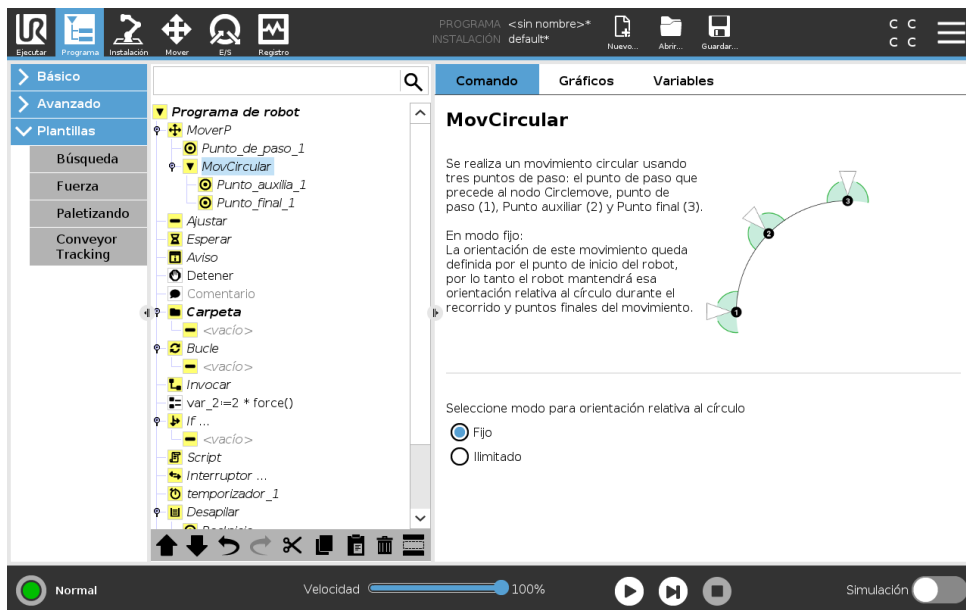 PROGRAMA <sin nombre>*
INSTALACIÓN default*
Ejecutar Programa Instalación Mover E/S Registro Nuevo... Abrir... Guardar...
C C
C C
Básico
Avanzado
Plantillas
Búsqueda
Fuerza
Paletizando
Conveyor
Tracking
Programa de robot
MoverP
Punto_de_paso_1
MovCircular
Punto_auxilia_1
Punto_final_1
Ajustar
Esperar
Aviso
Detener
Comentario
Carpeta
<vacío>
Bucle
<vacío>
Invocar
var_2≔2 * force()
If ...
<vacío>
Script
Interruptor ...
temporizador_1
Desapilar
Comando Gráficos Variables
MovCircular
Se realiza un movimiento circular usando
tres puntos de paso: el punto de paso que
precede al nodo Circlemove, punto de
paso (1), Punto auxiliar (2) y Punto final (3).
En modo fijo:
La orientación de este movimiento queda
definida por el punto de inicio del robot,
por lo tanto el robot mantendrá esa
orientación relativa al círculo durante el
recorrido y puntos finales del movimiento.
3
2
1
Seleccione modo para orientación relativa al círculo
Fijo
Ilimitado
Normal Velocidad 100% Simulación